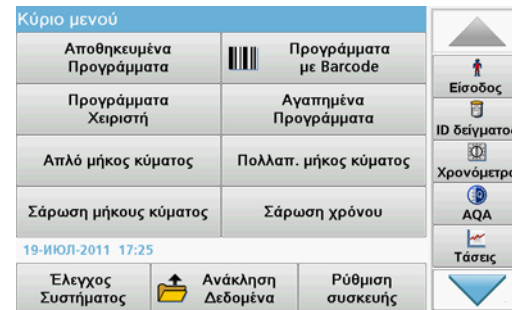 Κύριο μενού
Αποθηκευμένα
Προγράμματα
Προγράμματα
με Barcode
Προγράμματα
Χειριστή
Αγαπημένα
Προγράμματα
Απλό μήκος κύματος
Πολλαπ. μήκος κύματος
Σάρωση μήκους κύματος
Σάρωση χρόνου
19-ИЮЛ-2011 17:25
Έλεγχος
Συστήματος
Ανάκληση
Δεδομένα
Ρύθμιση
συσκευής
Είσοδος
ID δείγματο
Χρονόμετρο
AQA
Τάσεις